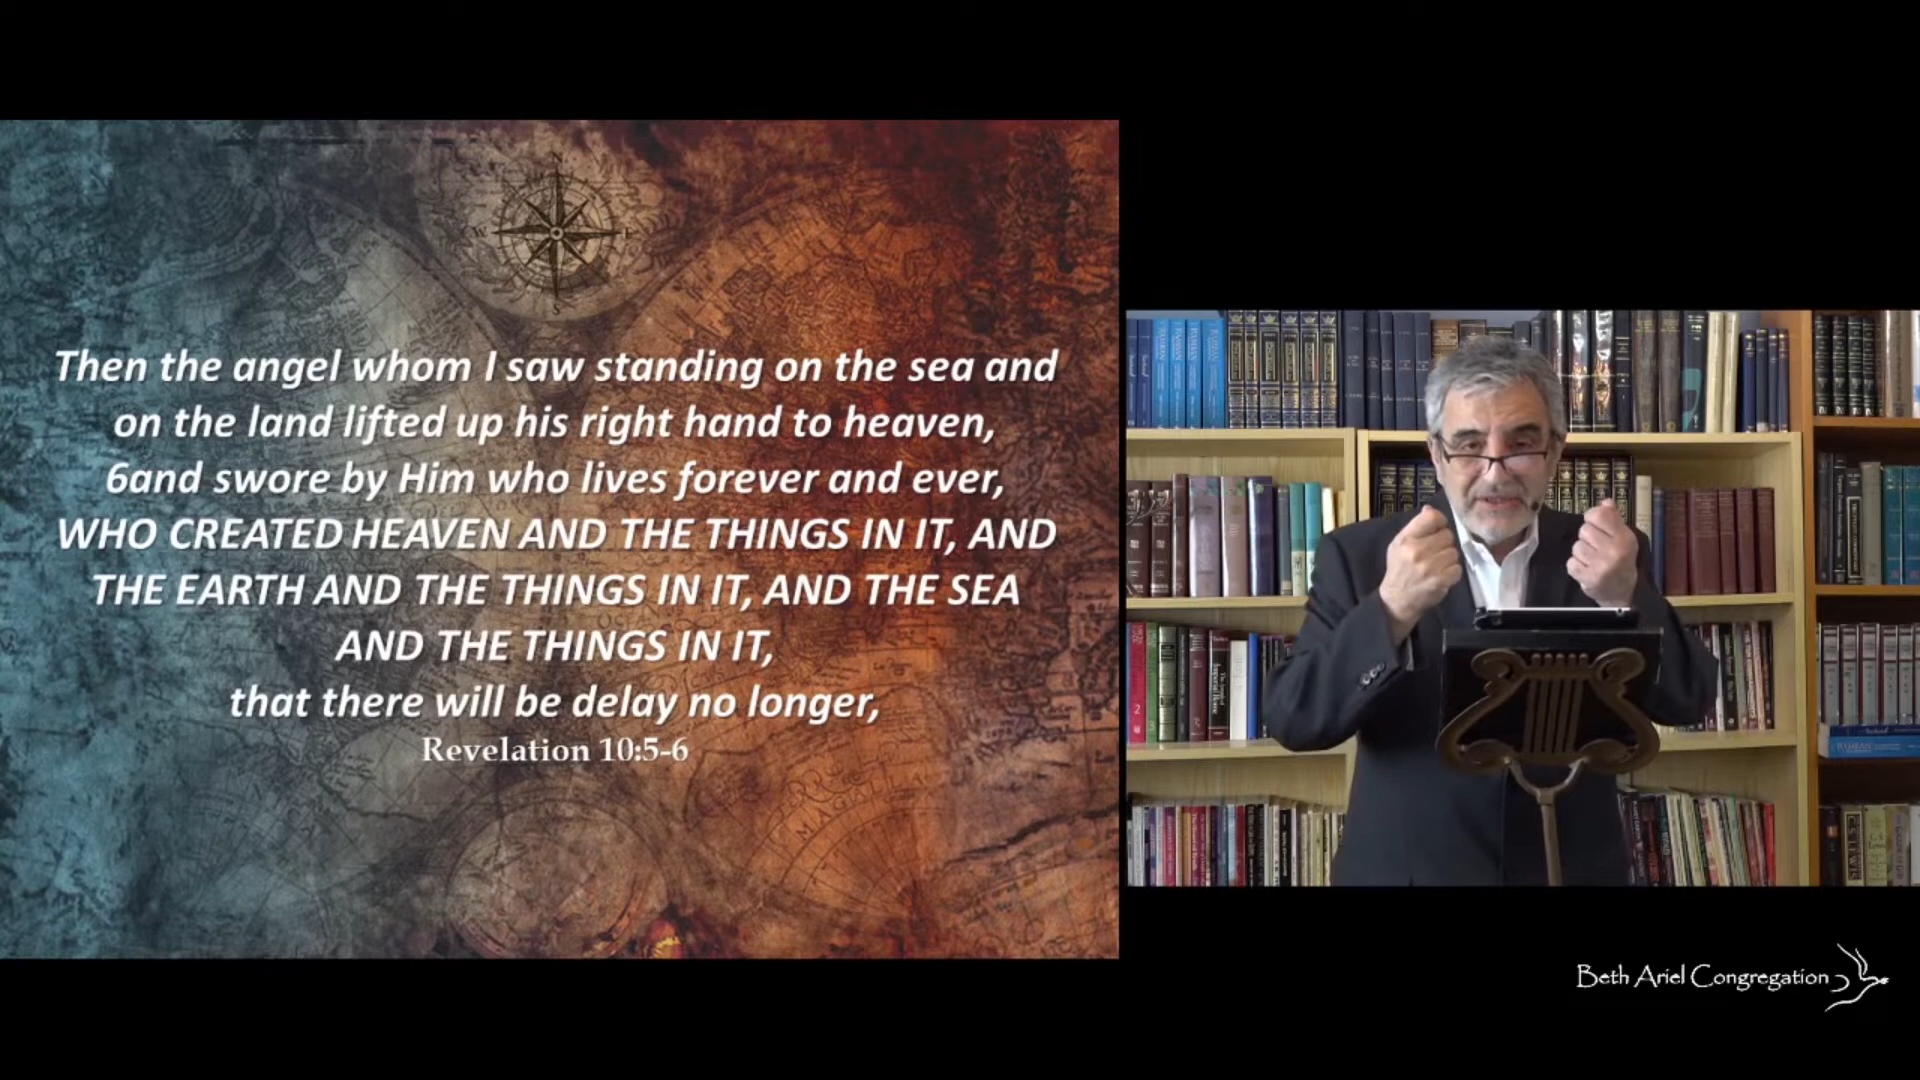 Then the angel whom I saw standing on the sea and
on the land lifted up his right hand to heaven,
6and swore by Him who lives forever and ever,
WHO CREATED HEAVEN AND THE THINGS IN IT, AND
THE EARTH AND THE THINGS IN IT, AND THE SEA
AND THE THINGS IN IT,
that there will be delay no longer,
Revelation 10:5-6
Beth Ariel Congregation